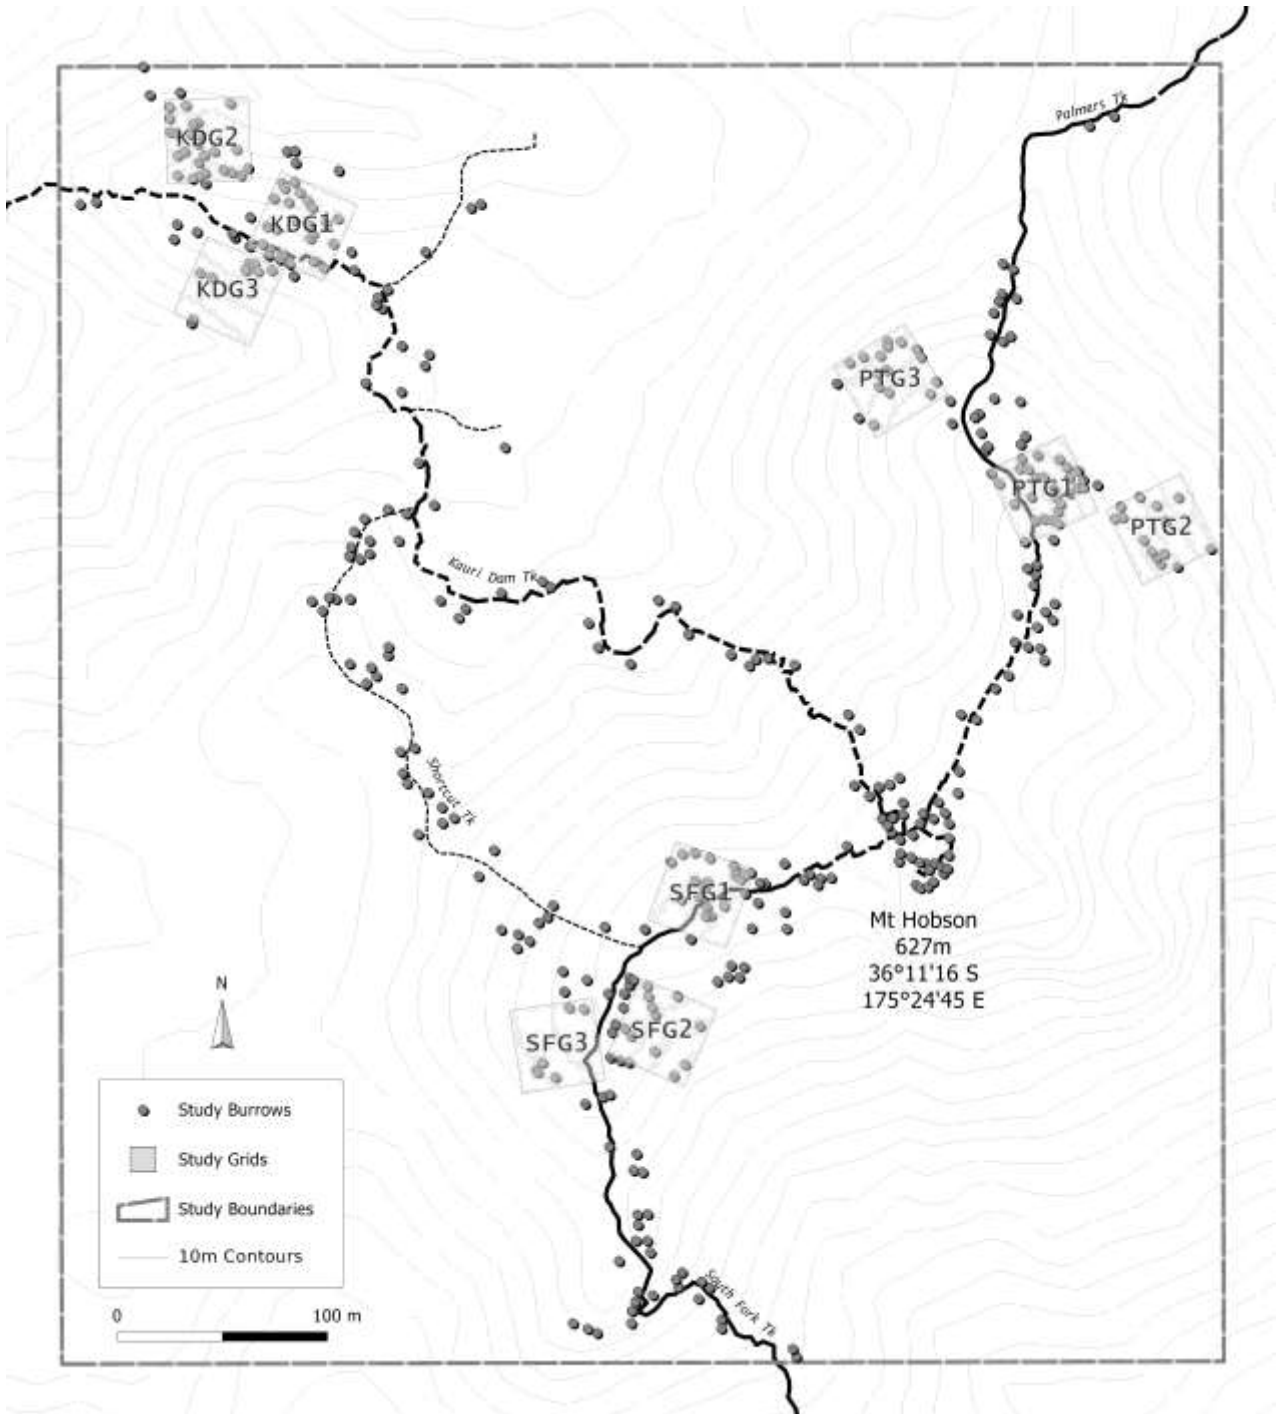 Palmers Tk
KDG2
KDG1
KDG3
PTG3
PTG1
PTG2
Kauri Dam Tk
Shortcut Tk
SFG1
Mt Hobson
627m
36°11'16 S
175°24'45 E
N
SFG3
SFG2
Study Burrows
Study Grids
Study Boundaries
10m Contours
South Fork Tk
0
100 m